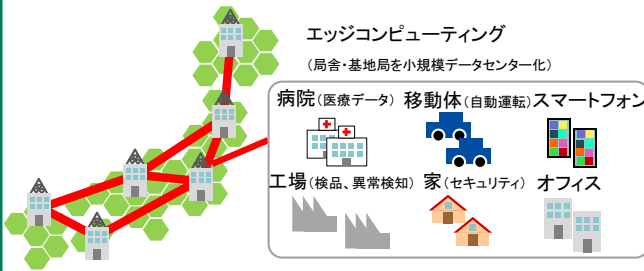 エッジコンピューティング
(局舎・基地局を小規模データセンター化)
病院(医療データ) 移動体(自動運転) スマートフォン
工場(検品、異常検知) 家(セキュリティ) オフィス